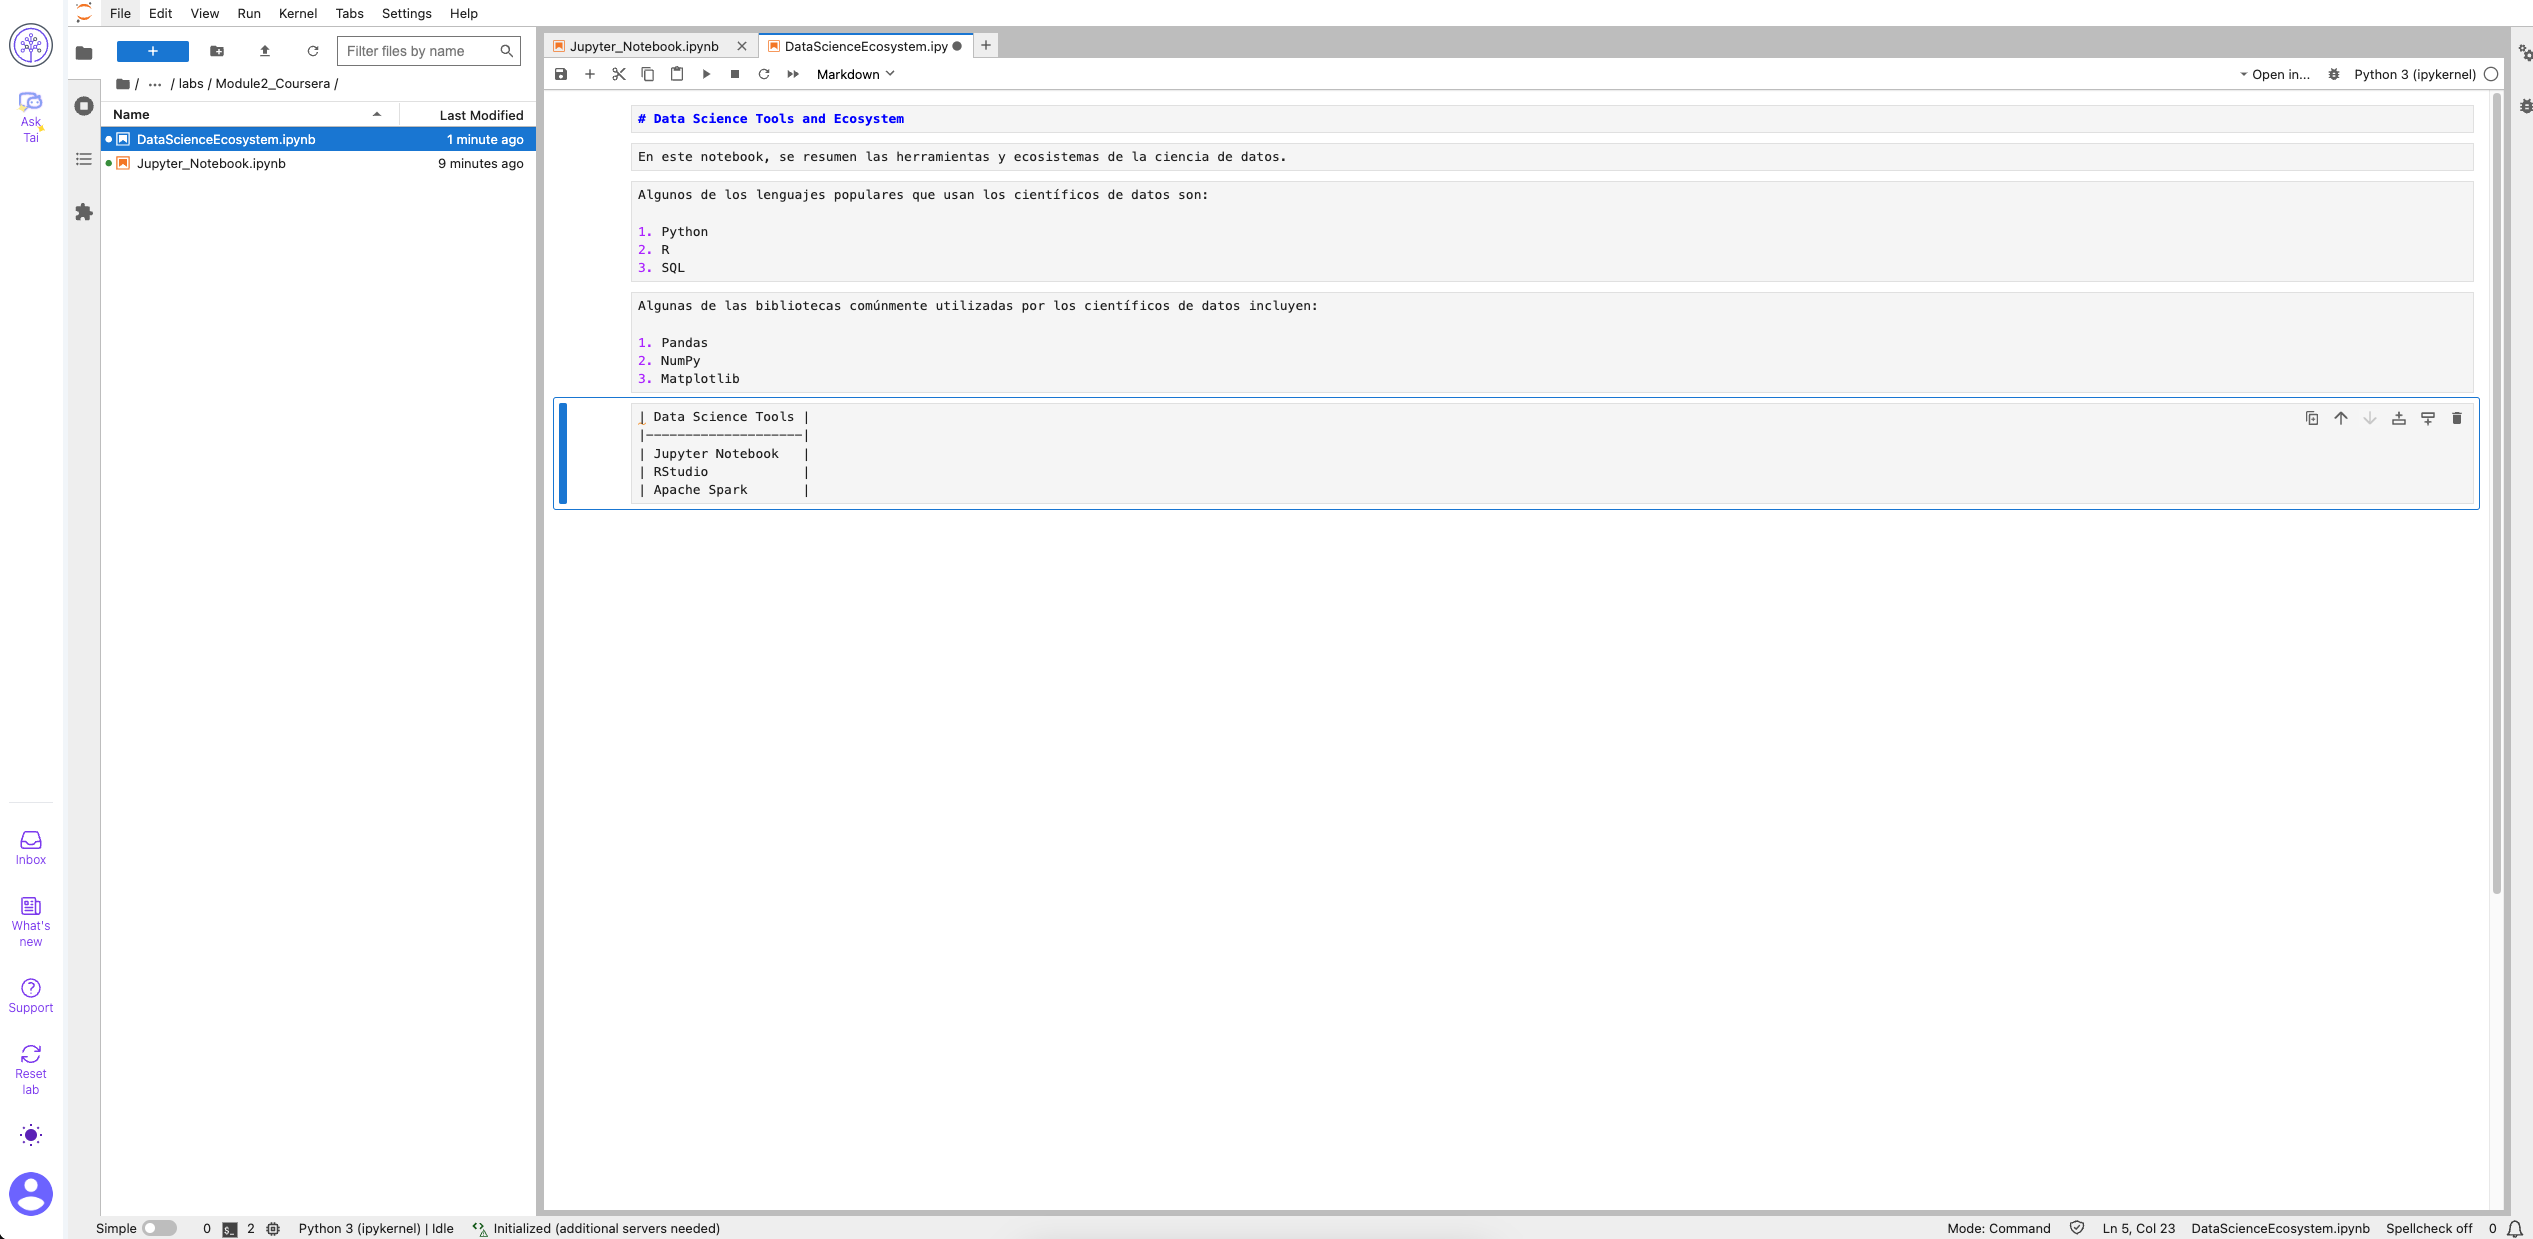 File Edit View Run Kernel Tabs Settings Help
Ask
Tai
Filter files by name
/ ... / labs / Module2_Coursera /
Name Last Modified
DataScienceEcosystem.ipynb 1 minute ago
Jupyter_Notebook.ipynb 9 minutes ago
Inbox
What's
new
Support
Reset
lab
Jupyter_Notebook.ipynb
DataScienceEcosystem.ipy
Markdown
Open in...
Python 3 (ipykernel)
# Data Science Tools and Ecosystem
En este notebook, se resumen las herramientas y ecosistemas de la ciencia de datos.
Algunos de los lenguajes populares que usan los científicos de datos son:
1. Python
2. R
3. SQL
Algunas de las bibliotecas comúnmente utilizadas por los científicos de datos incluyen:
1. Pandas
2. NumPy
3. Matplotlib
| Data Science Tools |
|--------------------|
| Jupyter Notebook   |
| RStudio            |
| Apache Spark       |
Simple 0 2 Python 3 (ipykernel) | Idle Initialized (additional servers needed)
Mode: Command Ln 5, Col 23 DataScienceEcosystem.ipynb Spellcheck off 0